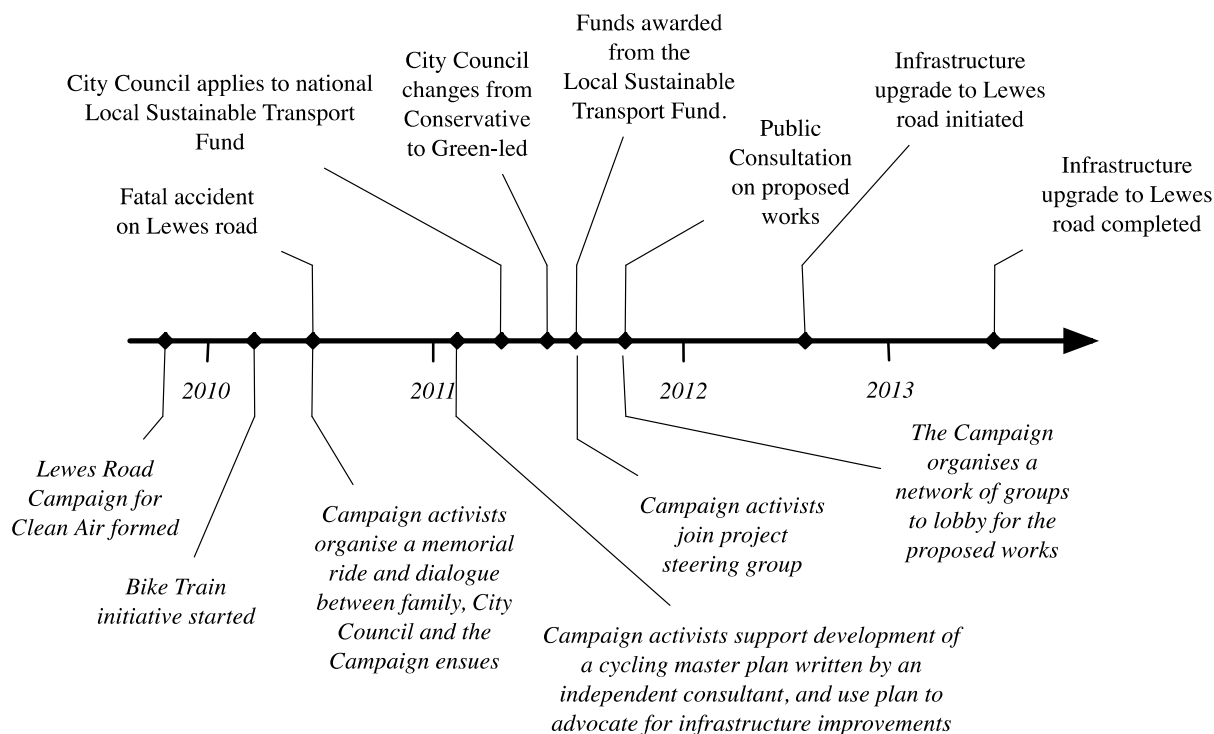 City Council applies to national
Local Sustainable Transport
Fund
Fatal accident
on Lewes road
City Council
changes from
Conservative
to Green-led
Funds awarded
from the
Local Sustainable
Transport Fund.
Public
Consultation
on proposed
works
Infrastructure
upgrade to Lewes
road initiated
Infrastructure
upgrade to Lewes
road completed
2010
2011
2012
2013
Lewes Road
Campaign for
Clean Air formed
Bike Train
initiative started
Campaign activists
organise a memorial
ride and dialogue
between family, City
Council and the
Campaign ensues
Campaign activists support development of
a cycling master plan written by an
independent consultant, and use plan to
advocate for infrastructure improvements
Campaign activists
join project
steering group
The Campaign
organises a
network of groups
to lobby for the
proposed works